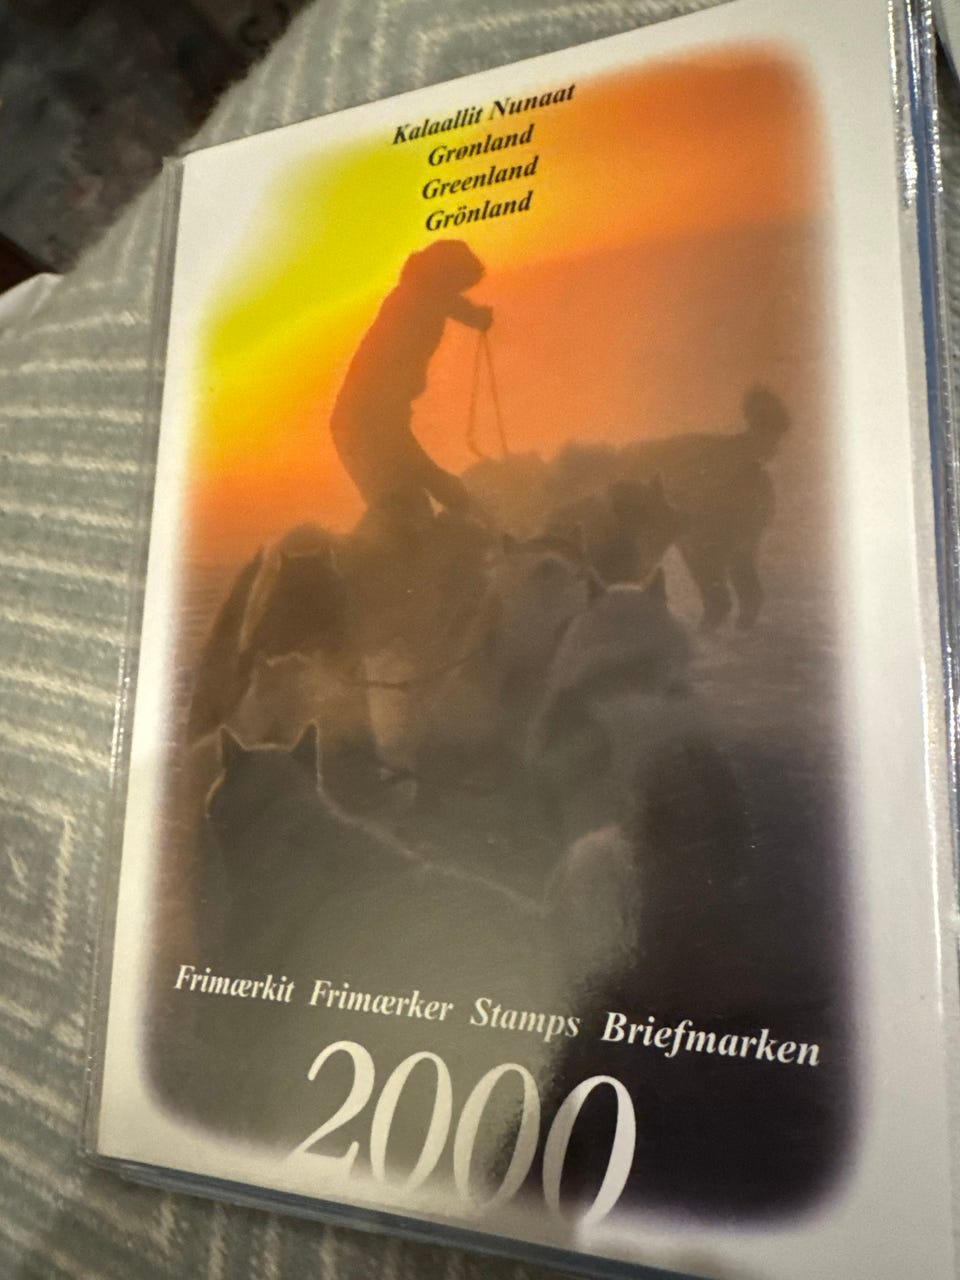 Kalaallit Nunaat
Grønland
Greenland
Grönland
Frimærkit Frimærker Stamps Briefmarken
2000